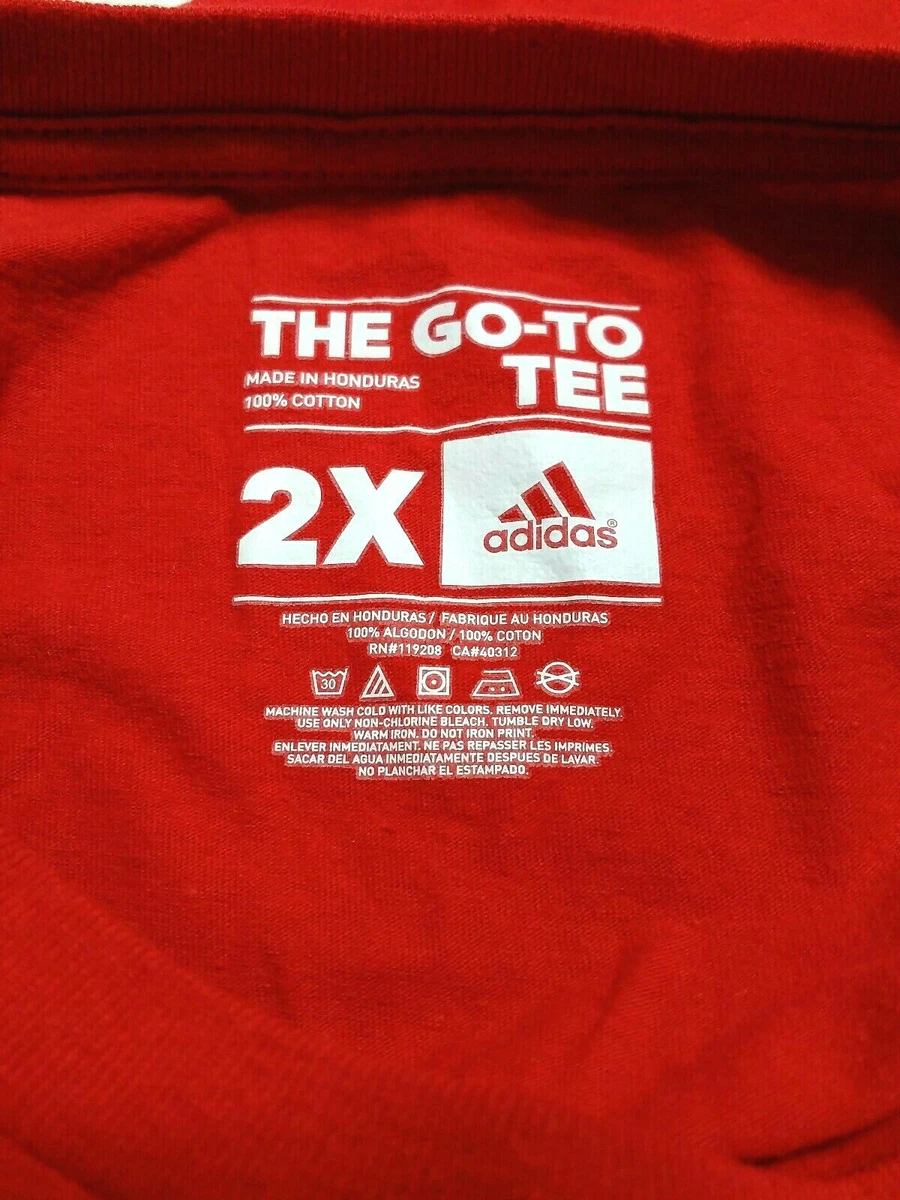 THE GO-TO
TEE
MADE IN HONDURAS
100% COTTON
2X
adidas®
HECHO EN HONDURAS / FABRIQUE AU HONDURAS
100% ALGODON / 100% COTON
RN#119208 CA#40312
30
MACHINE WASH COLD WITH LIKE COLORS. REMOVE IMMEDIATELY.
USE ONLY NON-CHLORINE BLEACH. TUMBLE DRY LOW.
WARM IRON. DO NOT IRON PRINT.
ENLEVER INMEDIATAMENT. NE PAS REPASSER LES IMPRIMES.
SACAR DEL AGUA INMEDIATAMENTE DESPUES DE LAVAR.
NO PLANCHAR EL ESTAMPADO.